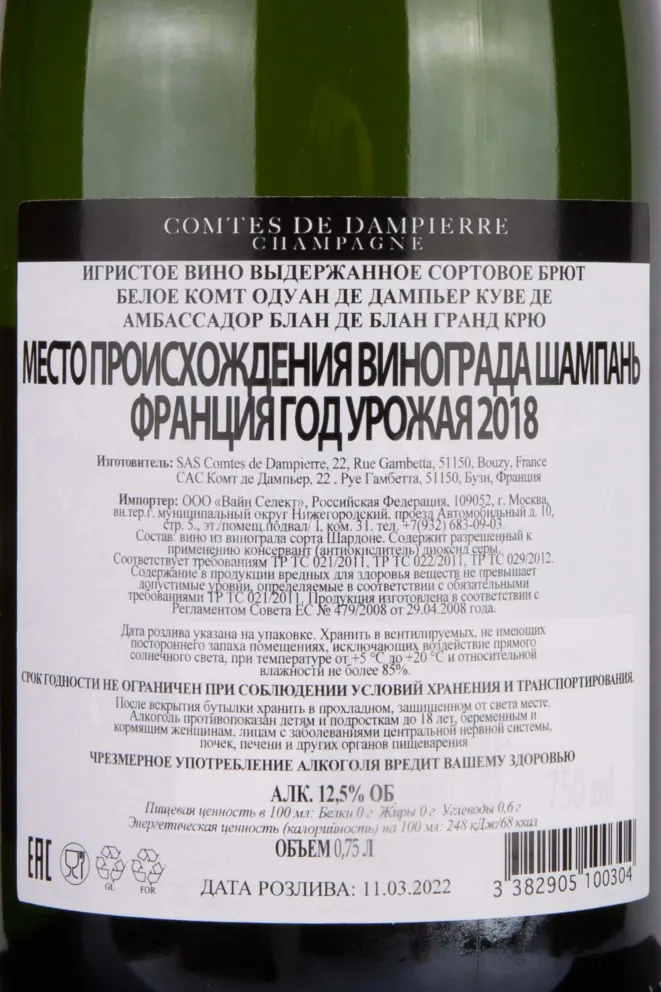 COMTES DE DAMPIERRE
CHAMPAGNE
ИГРИСТОЕ ВИНО ВЫДЕРЖАННОЕ СОРТОВОЕ БРЮТ
БЕЛОЕ КОМТ ОДУАН ДЕ ДАМПЬЕР КУВЕ ДЕ
АМБАССАДОР БЛАН ДЕ БЛАН ГРАНД КРЮ
МЕСТО ПРОИСХОЖДЕНИЯ ВИНОГРАДА ШАМПАНЬ
ФРАНЦИЯ ГОД УРОЖАЯ 2018
Изготовитель: SAS Comtes de Dampierre, 22, Rue Gambetta, 51150, Bouzy, France
САС Комт де Дампьер, 22 , Руе Гамбетта, 51150, Бузи, Франция
Импортер: ООО «Вайн Селект», Российская Федерация, 109052, г. Москва,
вн.тер.г. муниципальный округ Нижегородский, проезд Автомобильный д. 10,
стр. 5., эт./помещ.подвал/ I, ком. 31. тел. +7(932) 683-09-03.
Состав: вино из винограда сорта Шардоне. Содержит разрешенный к
применению консервант (антиокислитель) диоксид серы.
Соответствует требованиям ТР ТС 021/2011, ТР ТС 022/2011, ТР ТС 029/2012.
Содержание в продукции вредных для здоровья веществ не превышает
допустимые уровни, определяемые в соответствии с обязательными
требованиями ТР ТС 021/2011. Продукция изготовлена в соответствии с
Регламентом Совета ЕС № 479/2008 от 29.04.2008 года.
Дата розлива указана на упаковке. Хранить в вентилируемых, не имеющих
постороннего запаха помещениях, исключающих воздействие прямого
солнечного света, при температуре от +5 °С до +20 °С и относительной
влажности не более 85%.
СРОК ГОДНОСТИ НЕ ОГРАНИЧЕН ПРИ СОБЛЮДЕНИИ УСЛОВИЙ ХРАНЕНИЯ И ТРАНСПОРТИРОВАНИЯ.
После вскрытия бутылки хранить в прохладном, защищенном от света месте.
Алкоголь противопоказан детям и подросткам до 18 лет, беременным и
кормящим женщинам, лицам с заболеваниями центральной нервной системы,
почек, печени и других органов пищеварения
ЧРЕЗМЕРНОЕ УПОТРЕБЛЕНИЕ АЛКОГОЛЯ ВРЕДИТ ВАШЕМУ ЗДОРОВЬЮ
АЛК. 12,5% ОБ
750 ml
Пищевая ценность в 100 мл: Белки 0 г Жиры 0 г Углеводы 0,6 г
Энергетическая ценность (калорийность) на 100 мл: 248 кДж/68 ккал
ОБЪЕМ 0,75 Л
EAC
GL
FOR
ДАТА РОЗЛИВА: 11.03.2022
3 382905 100304